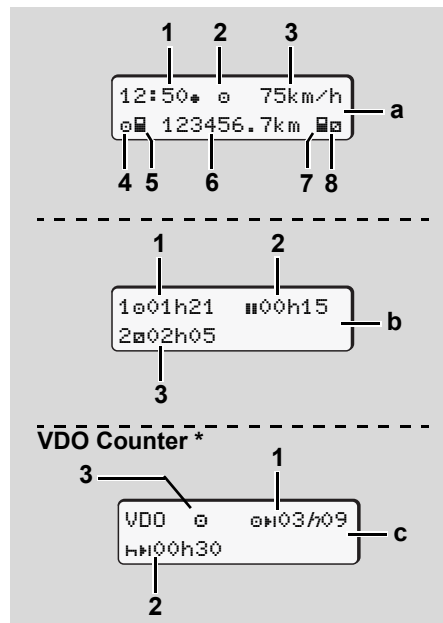 1 2 3
12:50● ⊙ 75km/h
a
⊙ 123456.7km
4 5 6 7 8
1 2
1⊙01h21 00h15
b
2 02h05
3
VDO Counter *
3 1
VDO ⊙ ⊙ 03h09
c
00h30
2